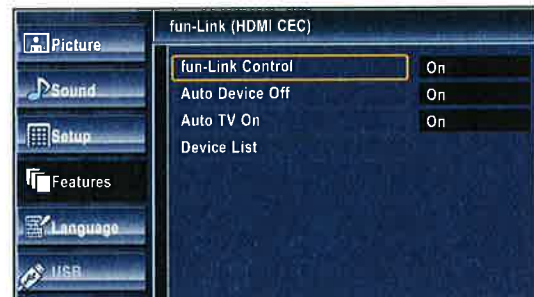 fun-Link (HDMI CEC)
Picture
Sound
Setup
Features
Language
USB
fun-Link Control On
Auto Device Off On
Auto TV On On
Device List